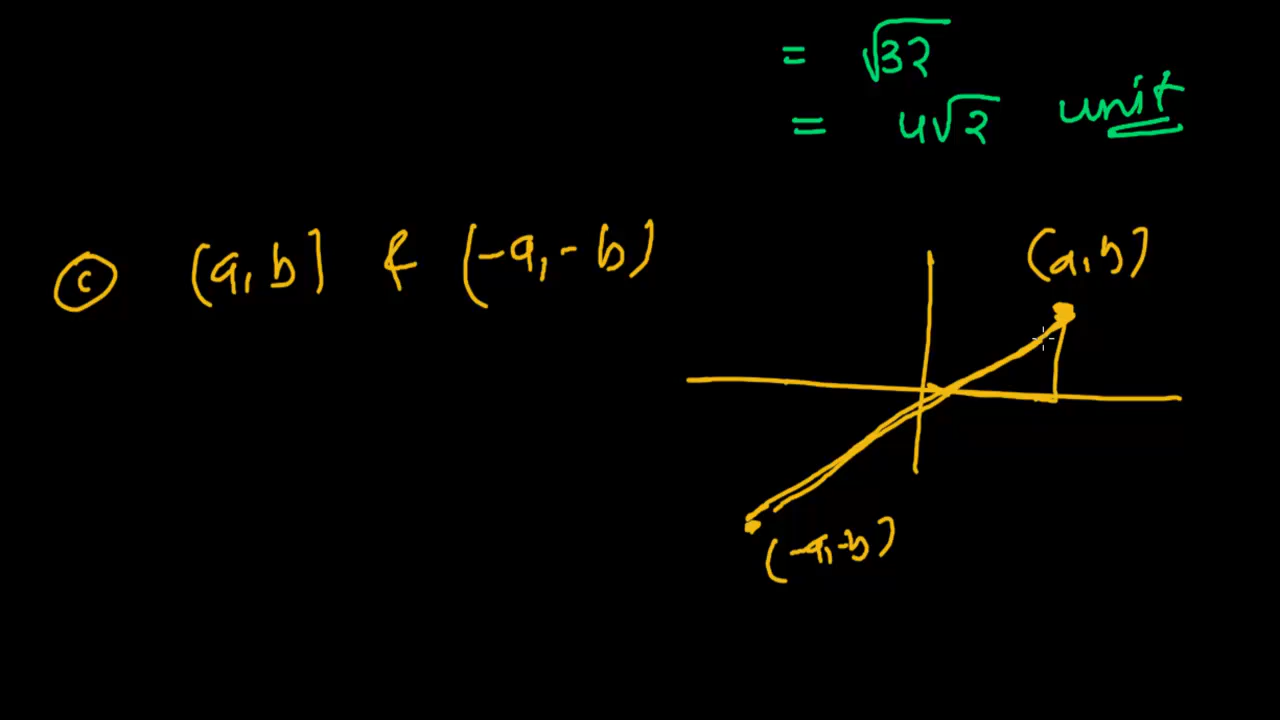 = √32
= 4√2 unit
(c) (a, b) & (-a, -b)
(a, b)
(-a, -b)